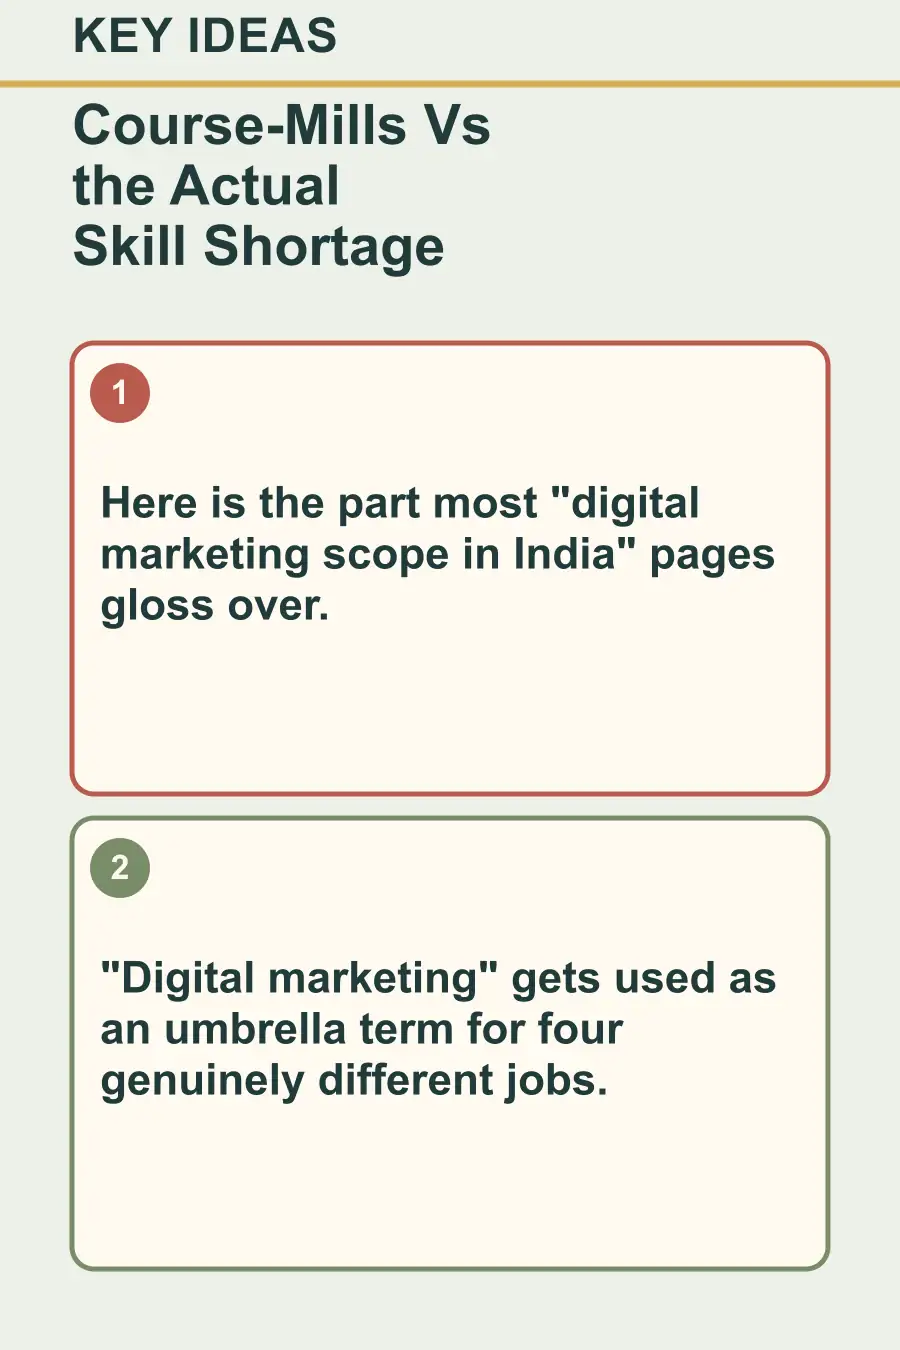 KEY IDEAS
Course-Mills Vs
the Actual
Skill Shortage
1
Here is the part most "digital
marketing scope in India" pages
gloss over.
2
"Digital marketing" gets used as
an umbrella term for four
genuinely different jobs.